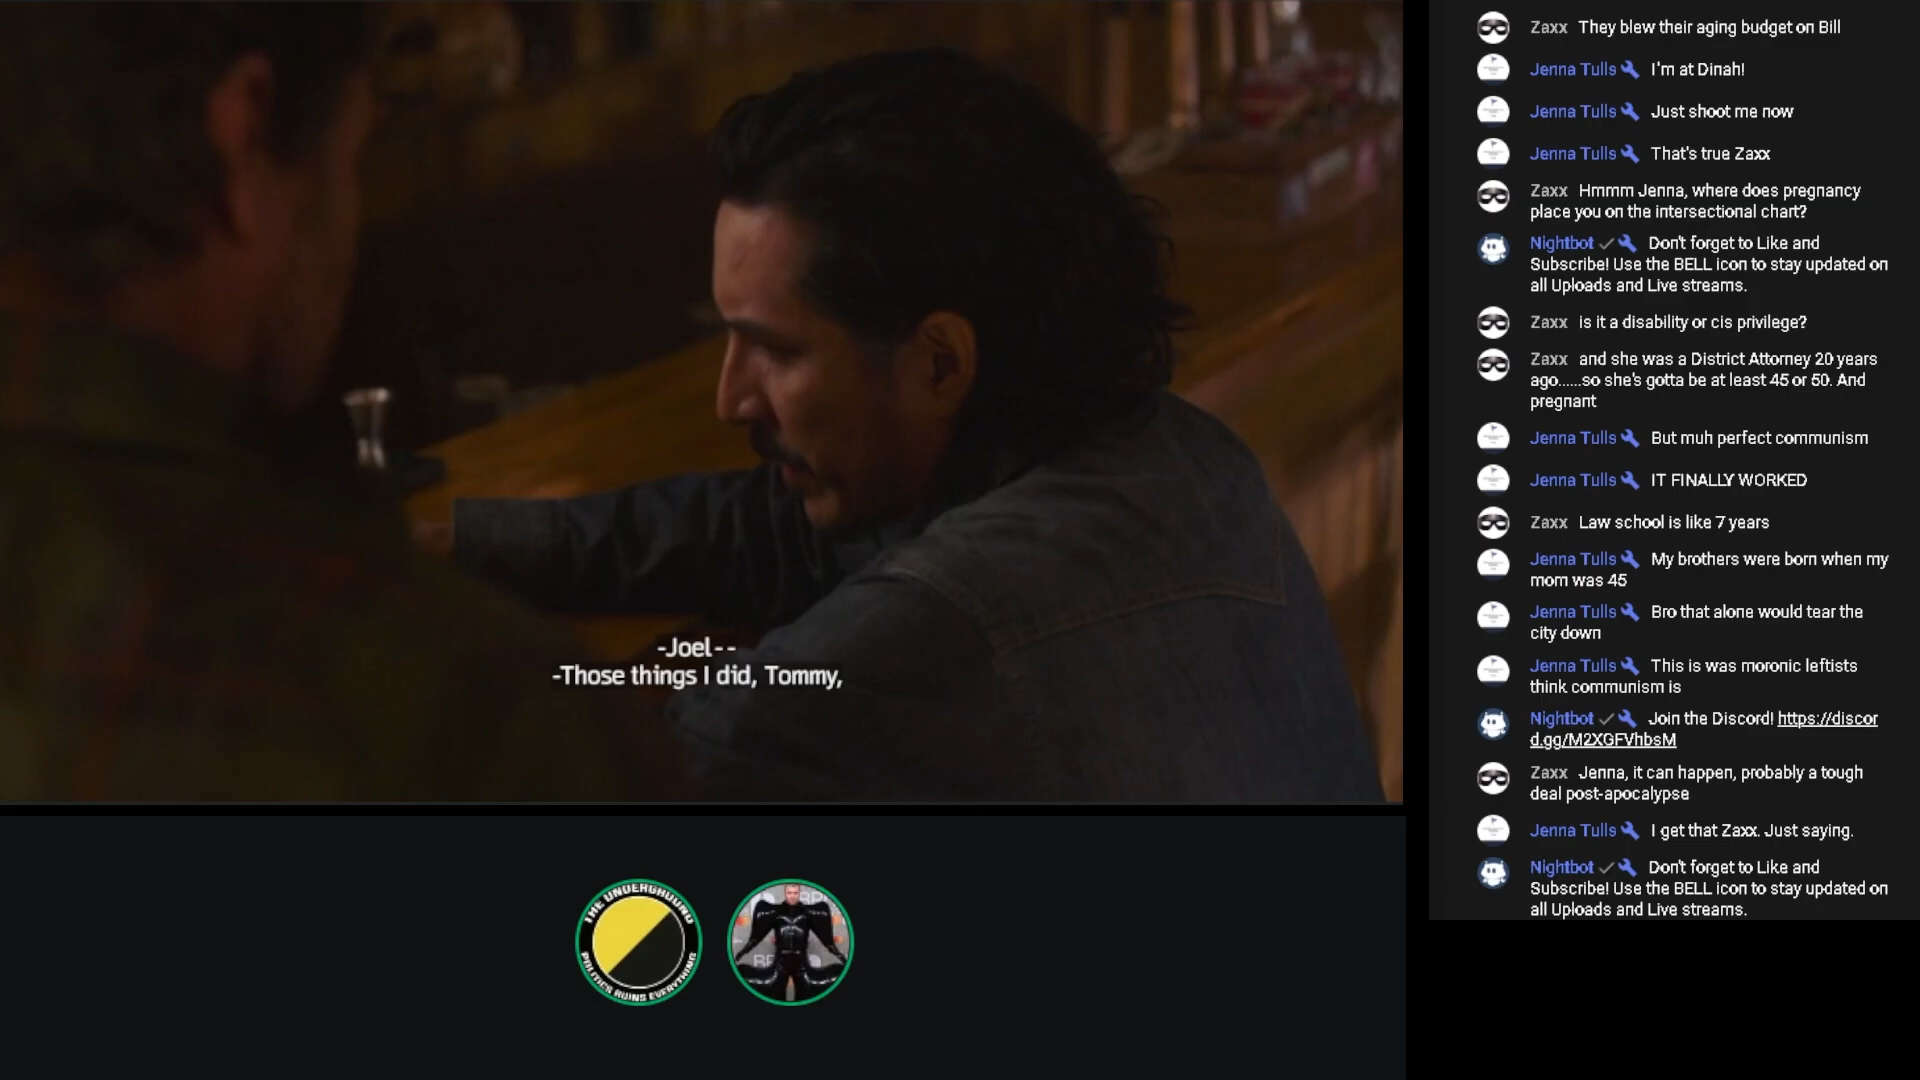 -Joel--
-Those things I did, Tommy,
THE UNDERGROUND
POLITICS RUINS EVERYTHING
Zaxx They blew their aging budget on Bill
Jenna Tulls I'm at Dinah!
Jenna Tulls Just shoot me now
Jenna Tulls That's true Zaxx
Zaxx Hmmm Jenna, where does pregnancy
place you on the intersectional chart?
Nightbot Don't forget to Like and
Subscribe! Use the BELL icon to stay updated on
all Uploads and Live streams.
Zaxx is it a disability or cis privilege?
Zaxx and she was a District Attorney 20 years
ago......so she's gotta be at least 45 or 50. And
pregnant
Jenna Tulls But muh perfect communism
Jenna Tulls IT FINALLY WORKED
Zaxx Law school is like 7 years
Jenna Tulls My brothers were born when my
mom was 45
Jenna Tulls Bro that alone would tear the
city down
Jenna Tulls This is was moronic leftists
think communism is
Nightbot Join the Discord! https://discor
d.gg/M2XGFVhbsM
Zaxx Jenna, it can happen, probably a tough
deal post-apocalypse
Jenna Tulls I get that Zaxx. Just saying.
Nightbot Don't forget to Like and
Subscribe! Use the BELL icon to stay updated on
all Uploads and Live streams.